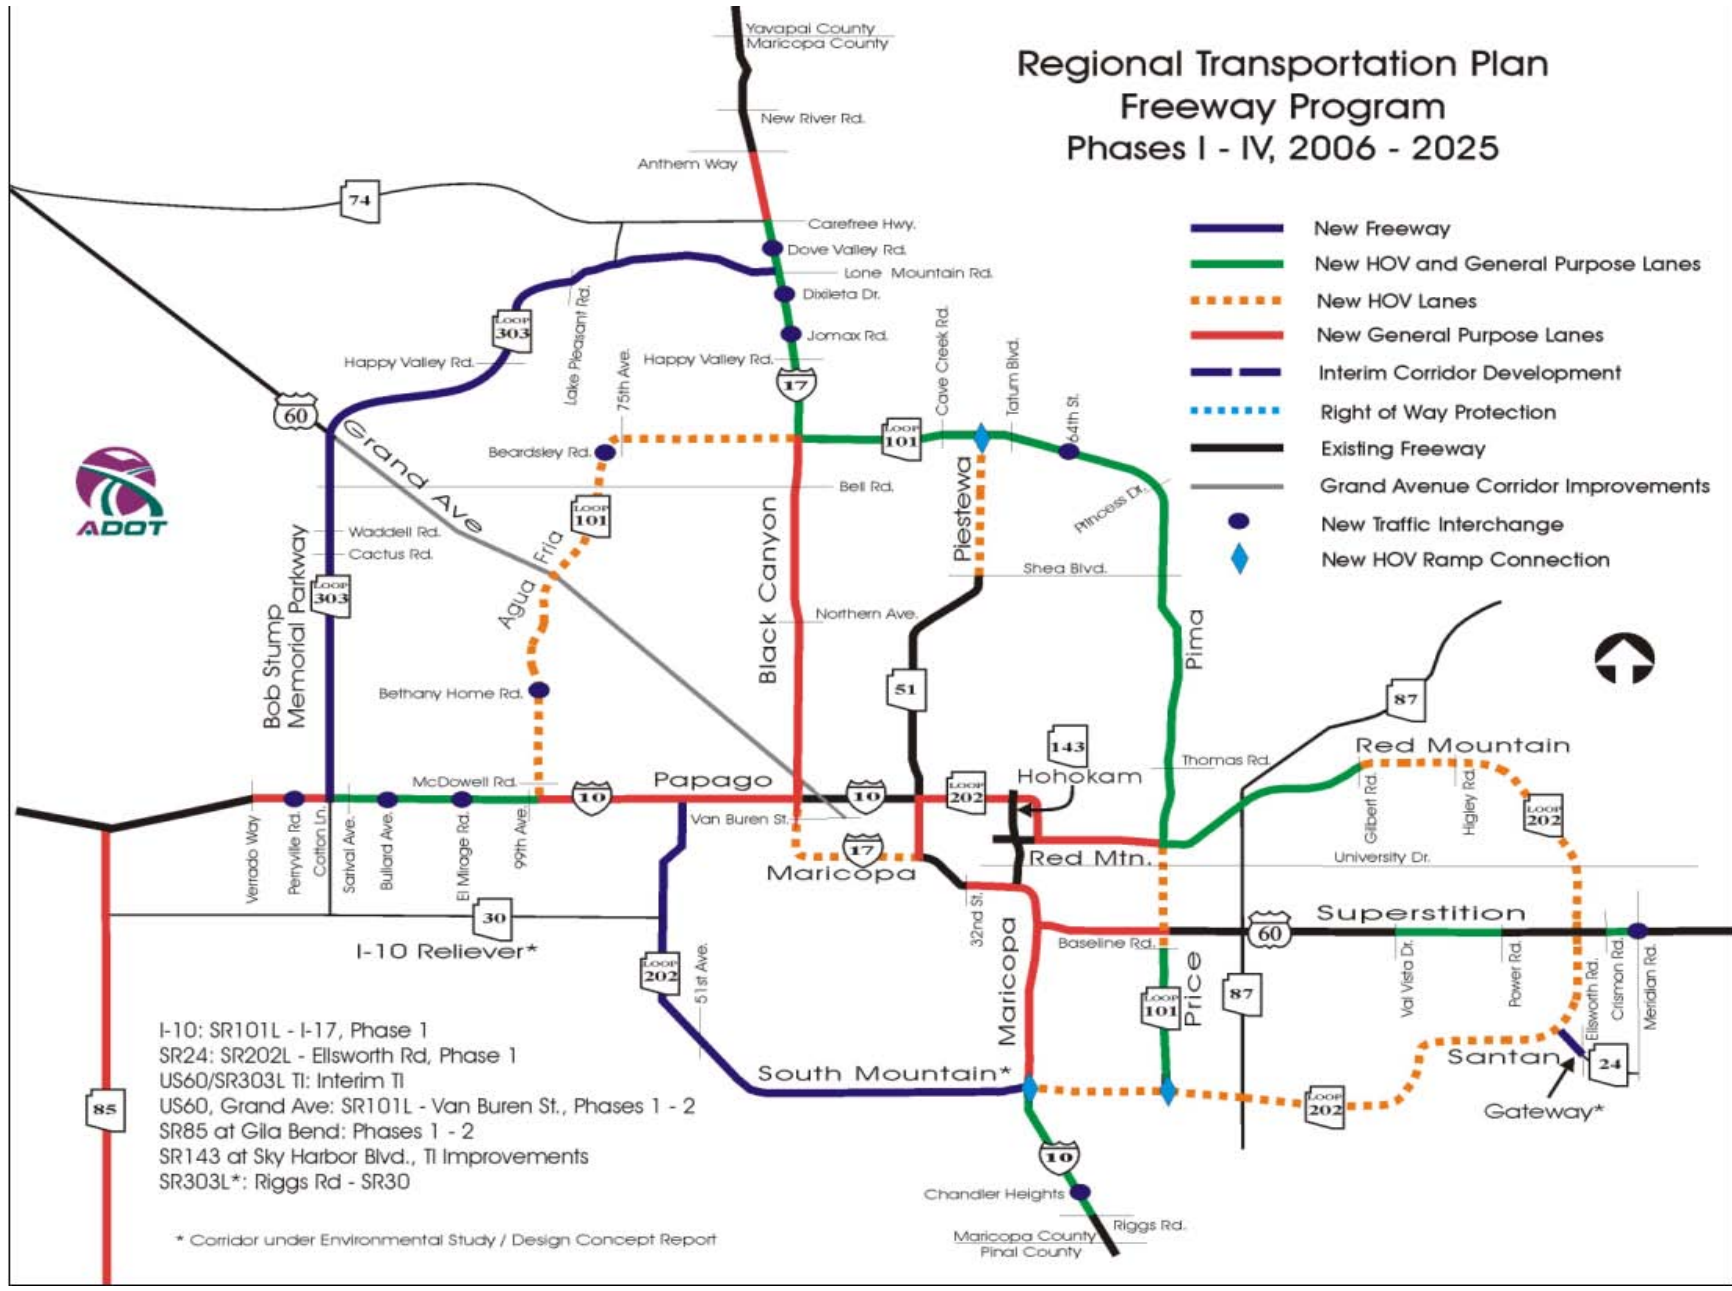 Yavapai County
Maricopa County
Regional Transportation Plan
Freeway Program
Phases I - IV, 2006 - 2025
New River Rd.
Anthem Way
74
Carefree Hwy.
Dove Valley Rd.
Lone Mountain Rd.
Dixileta Dr.
Jomax Rd.
Happy Valley Rd.
17
LOOP
303
Happy Valley Rd.
Lake Pleasant Rd.
75th Ave.
Cave Creek Rd.
Tatum Blvd.
64th St.
New Freeway
New HOV and General Purpose Lanes
New HOV Lanes
New General Purpose Lanes
Interim Corridor Development
Right of Way Protection
Existing Freeway
Grand Avenue Corridor Improvements
New Traffic Interchange
New HOV Ramp Connection
60
Grand Ave
Beardsley Rd.
LOOP
101
Bell Rd.
LOOP
101
Piestewa
Princess Dr.
ADOT
Waddell Rd.
Cactus Rd.
LOOP
303
Bob Stump
Memorial Parkway
Agua Fria
Black Canyon
Shea Blvd.
Northern Ave.
Pima
51
Bethany Home Rd.
87
143
Hohokam
Thomas Rd.
Red Mountain
Gilbert Rd.
Higley Rd.
LOOP
202
McDowell Rd.
Papago
10
10
LOOP
202
Van Buren St.
17
Maricopa
Red Mtn.
University Dr.
Verrado Way
Perryville Rd.
Cotton Ln.
Sarival Ave.
Bullard Ave.
El Mirage Rd.
99th Ave.
30
I-10 Reliever*
32nd St.
Superstition
60
Baseline Rd.
Val Vista Dr.
Power Rd.
Ellsworth Rd.
Crismon Rd.
Meridian Rd.
LOOP
202
51st Ave.
Maricopa
LOOP
101
Price
87
Santan
24
Gateway*
South Mountain*
LOOP
202
85
10
Chandler Heights
Riggs Rd.
Maricopa County
Pinal County
I-10: SR101L - I-17, Phase 1
SR24: SR202L - Ellsworth Rd, Phase 1
US60/SR303L TI: Interim TI
US60, Grand Ave: SR101L - Van Buren St., Phases 1 - 2
SR85 at Gila Bend: Phases 1 - 2
SR143 at Sky Harbor Blvd., TI Improvements
SR303L*: Riggs Rd - SR30
* Corridor under Environmental Study / Design Concept Report